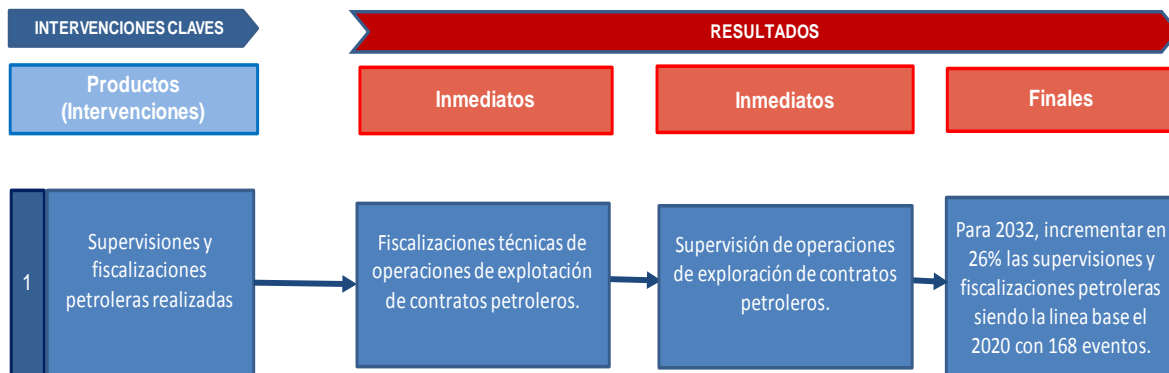 INTERVENCIONES CLAVES
RESULTADOS
Productos
(Intervenciones)
Inmediatos
Inmediatos
Finales
1
Supervisiones y
fiscalizaciones
petroleras realizadas
Fiscalizaciones técnicas de
operaciones de explotación
de contratos petroleros.
Supervisión de operaciones
de exploración de contratos
petroleros.
Para 2032, incrementar en
26% las supervisiones y
fiscalizaciones petroleras
siendo la linea base el
2020 con 168 eventos.